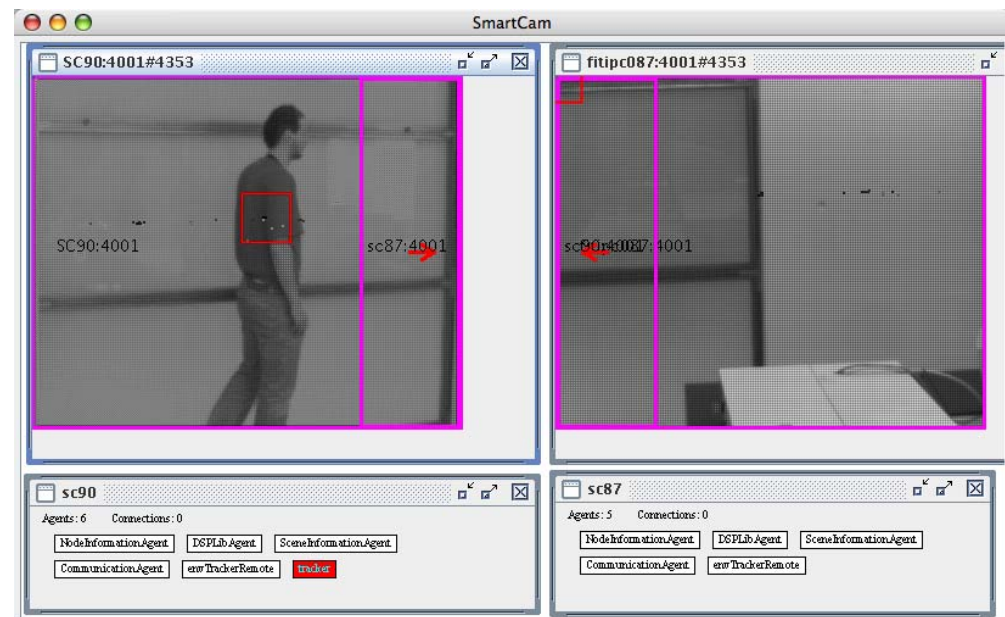 SmartCam
SC90:4001#4353
fitipc087:4001#4353
SC90:4001
sc87:4001
sc90
Agents: 6 Connections: 0
NodeInformationAgent DSPLibAgent SceneInformationAgent
CommunicationAgent envTrackerRemote tracker
sc87
Agents: 5 Connections: 0
NodeInformationAgent DSPLibAgent SceneInformationAgent
CommunicationAgent envTrackerRemote